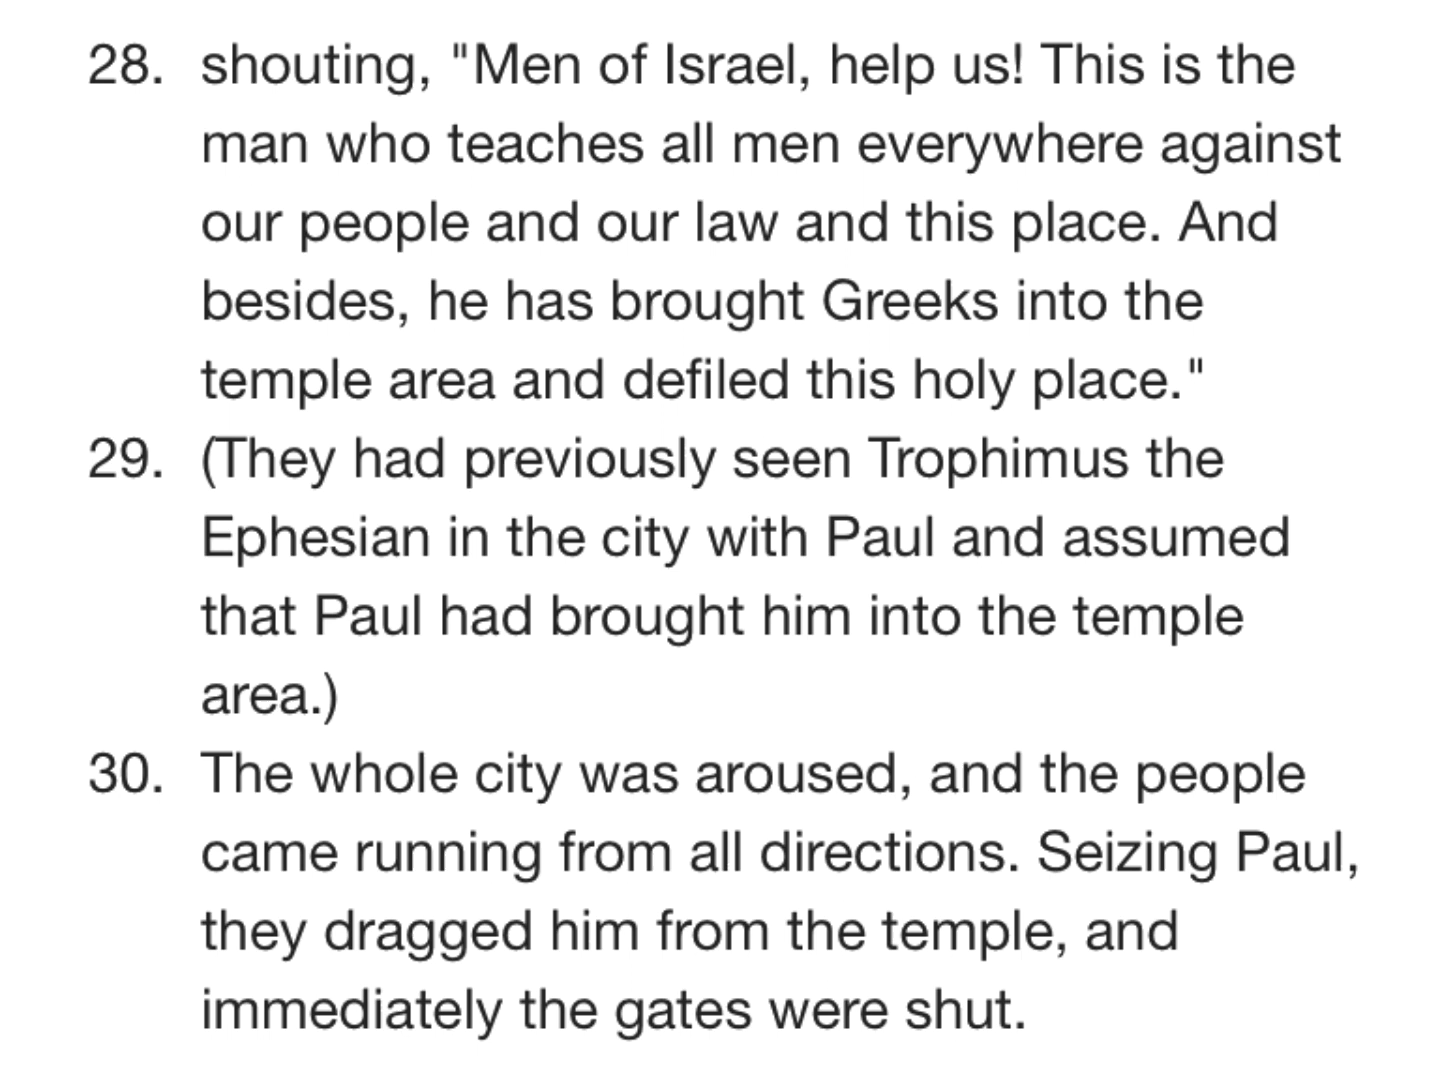 28. shouting, "Men of Israel, help us! This is the
man who teaches all men everywhere against
our people and our law and this place. And
besides, he has brought Greeks into the
temple area and defiled this holy place."
29. (They had previously seen Trophimus the
Ephesian in the city with Paul and assumed
that Paul had brought him into the temple
area.)
30. The whole city was aroused, and the people
came running from all directions. Seizing Paul,
they dragged him from the temple, and
immediately the gates were shut.